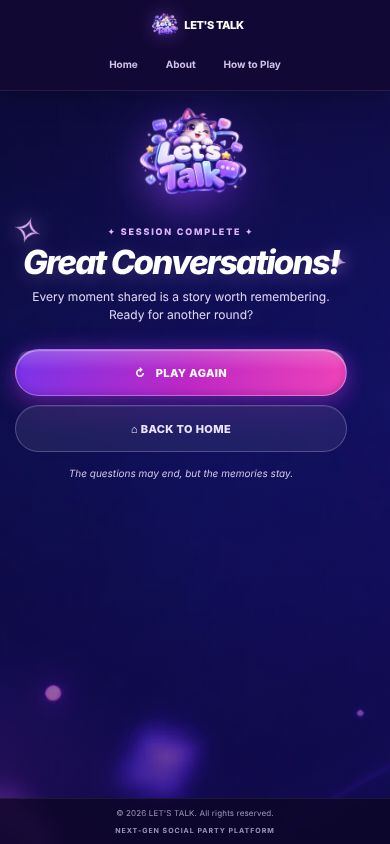 LET'S TALK
Home About How to Play
Let's
Talk
✦ SESSION COMPLETE ✦
Great Conversations!
Every moment shared is a story worth remembering.
Ready for another round?
↻ PLAY AGAIN
⌂ BACK TO HOME
The questions may end, but the memories stay.
© 2026 LET'S TALK. All rights reserved.
NEXT-GEN SOCIAL PARTY PLATFORM